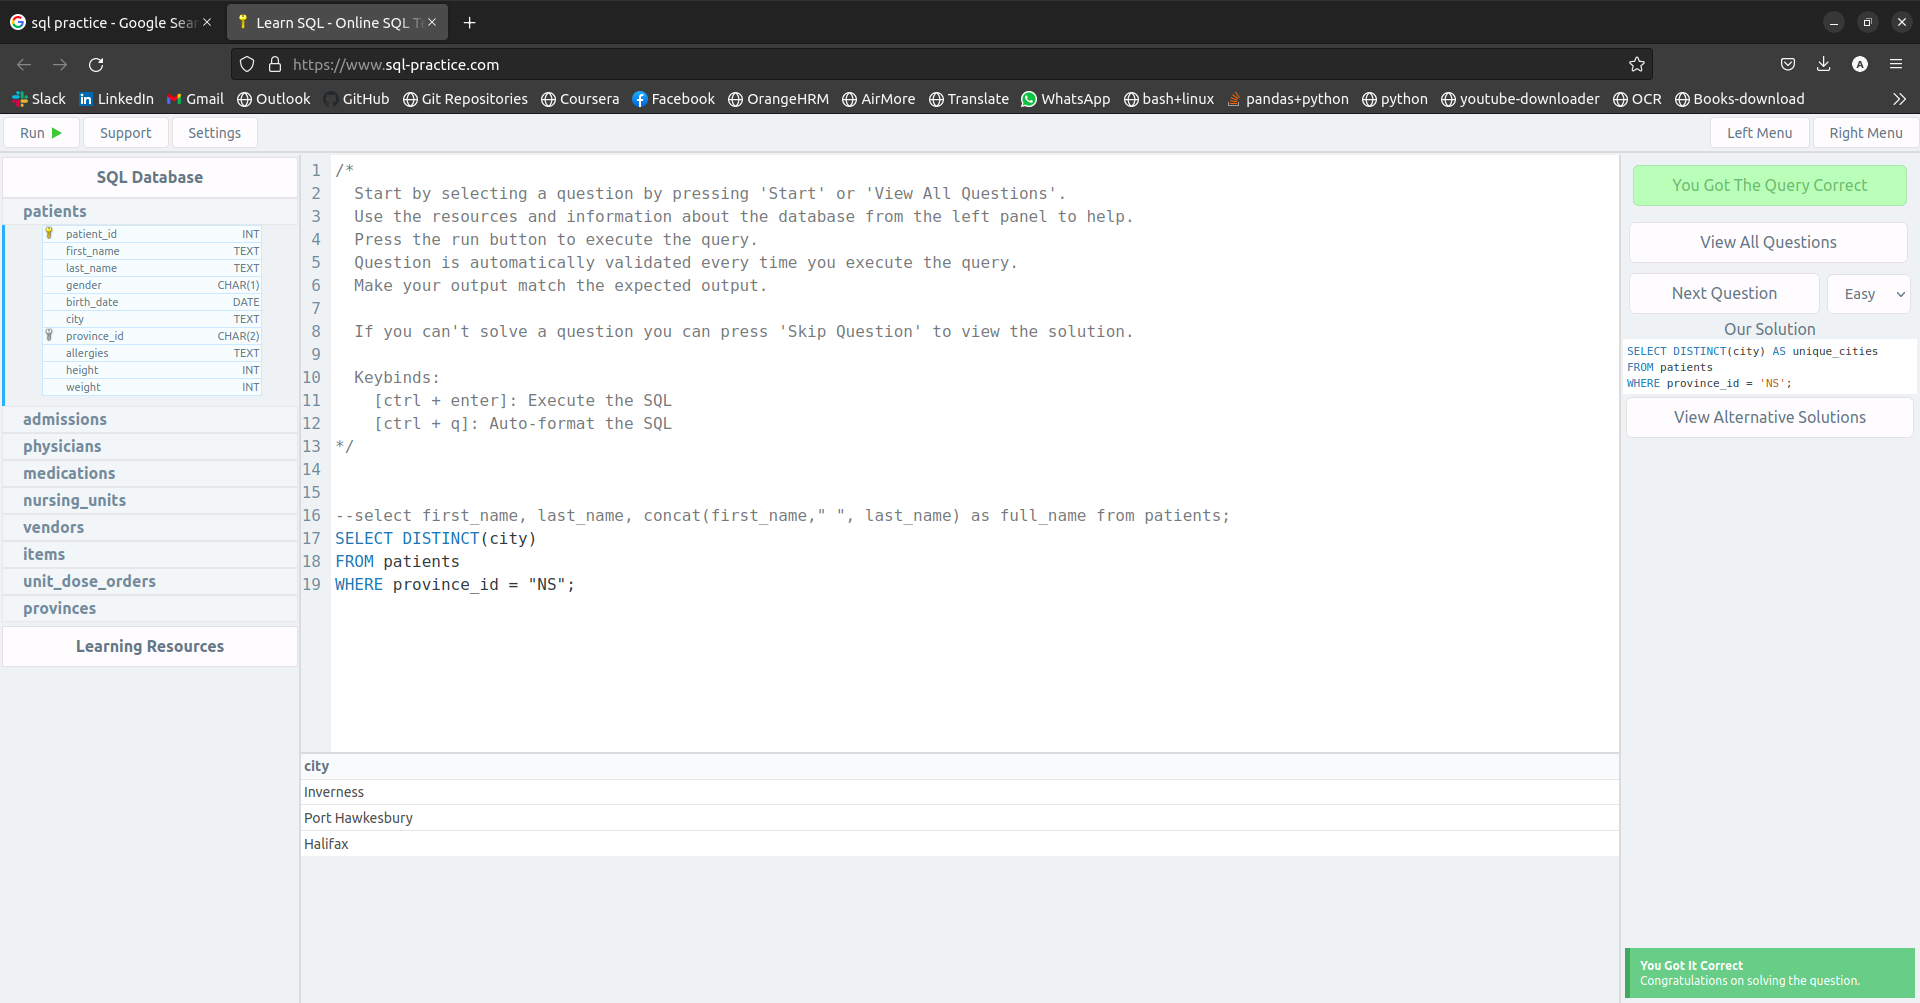 sql practice - Google Sear
Learn SQL - Online SQL Te
https://www.sql-practice.com
Slack LinkedIn Gmail Outlook GitHub Git Repositories Coursera Facebook OrangeHRM AirMore Translate WhatsApp bash+linux pandas+python python youtube-downloader OCR Books-download
Run Support Settings Left Menu Right Menu
SQL Database
patients
patient_id INT
first_name TEXT
last_name TEXT
gender CHAR(1)
birth_date DATE
city TEXT
province_id CHAR(2)
allergies TEXT
height INT
weight INT
admissions
physicians
medications
nursing_units
vendors
items
unit_dose_orders
provinces
Learning Resources
1 /*
2 Start by selecting a question by pressing 'Start' or 'View All Questions'.
3 Use the resources and information about the database from the left panel to help.
4 Press the run button to execute the query.
5 Question is automatically validated every time you execute the query.
6 Make your output match the expected output.
7
8 If you can't solve a question you can press 'Skip Question' to view the solution.
9
10 Keybinds:
11 [ctrl + enter]: Execute the SQL
12 [ctrl + q]: Auto-format the SQL
13 */
14
15
16 --select first_name, last_name, concat(first_name," ", last_name) as full_name from patients;
17 SELECT DISTINCT(city)
18 FROM patients
19 WHERE province_id = "NS";
city
Inverness
Port Hawkesbury
Halifax
You Got The Query Correct
View All Questions
Next Question Easy
Our Solution
SELECT DISTINCT(city) AS unique_cities
FROM patients
WHERE province_id = 'NS';
View Alternative Solutions
You Got It Correct
Congratulations on solving the question.